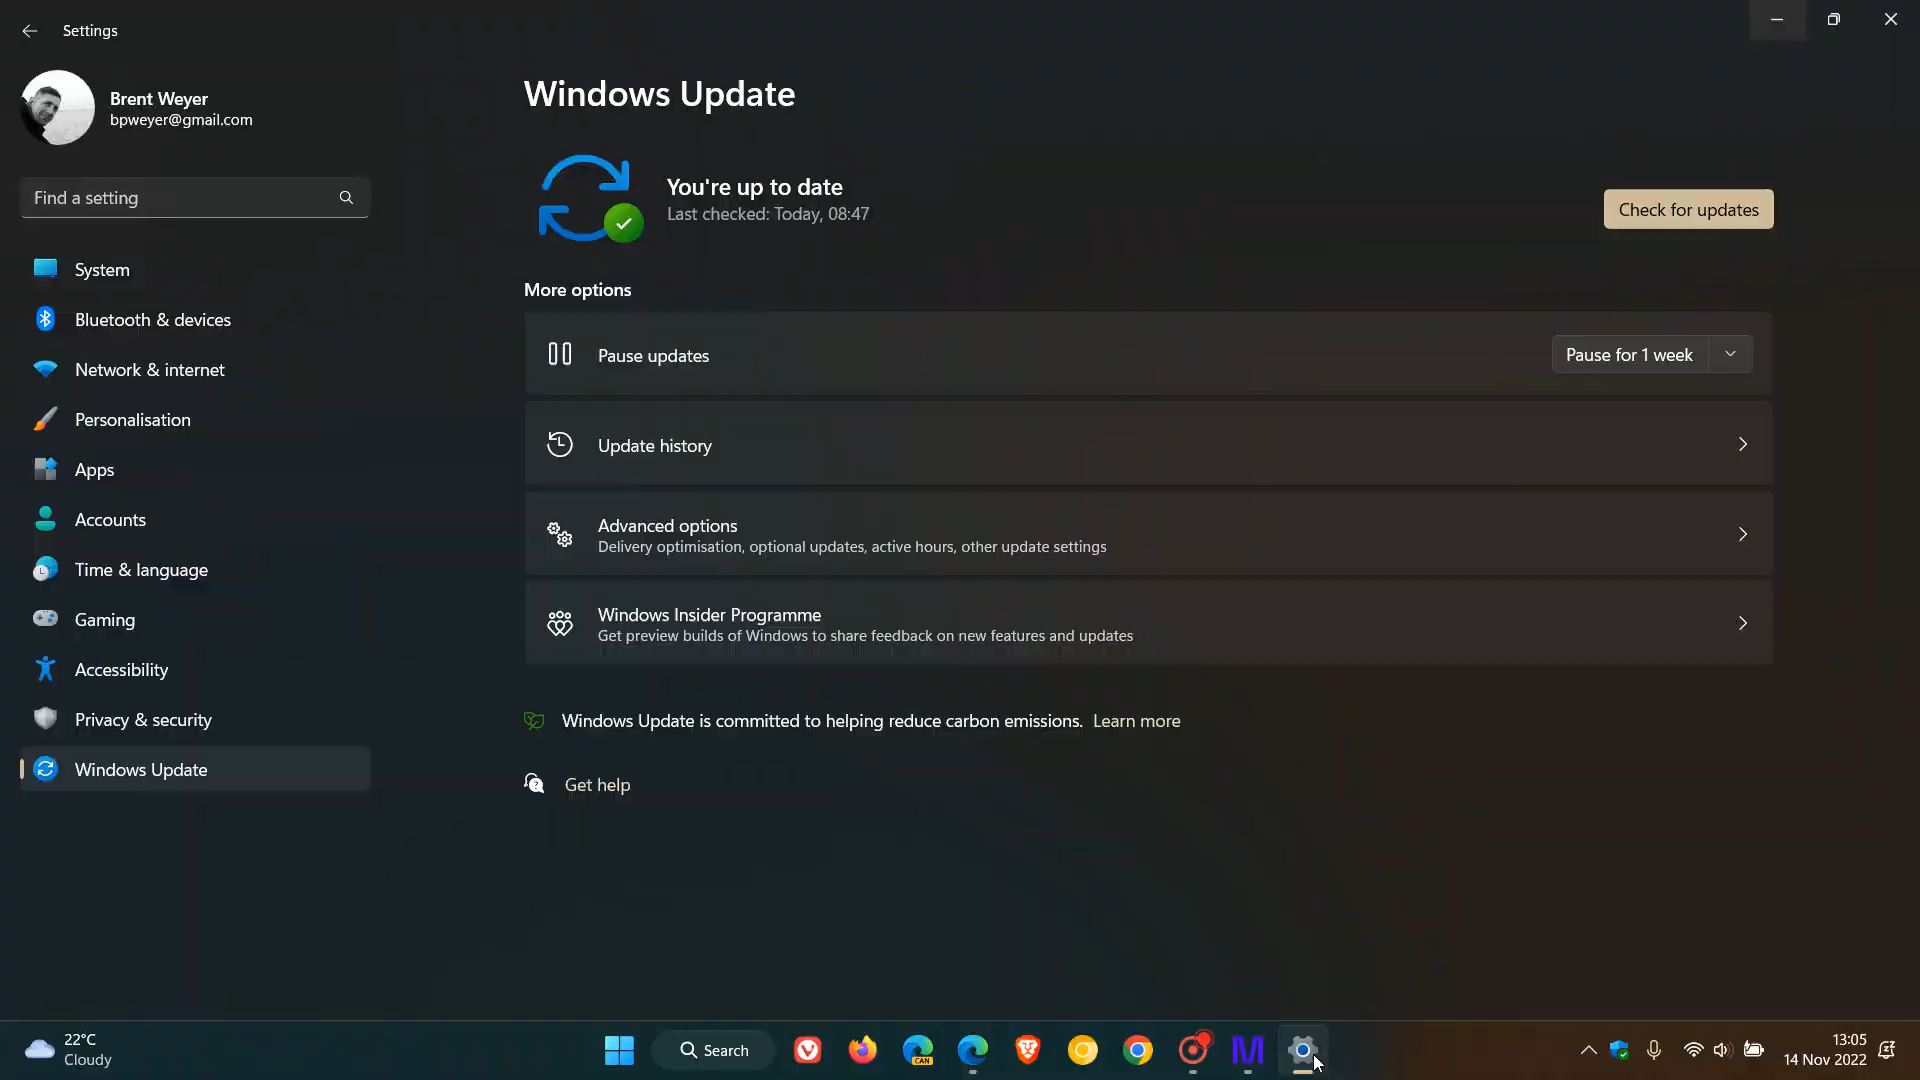 Settings
Brent Weyer
bpweyer@gmail.com
Find a setting
System
Bluetooth & devices
Network & internet
Personalisation
Apps
Accounts
Time & language
Gaming
Accessibility
Privacy & security
Windows Update
Windows Update
You're up to date
Last checked: Today, 08:47
Check for updates
More options
Pause updates
Pause for 1 week
Update history
Advanced options
Delivery optimisation, optional updates, active hours, other update settings
Windows Insider Programme
Get preview builds of Windows to share feedback on new features and updates
Windows Update is committed to helping reduce carbon emissions. Learn more
Get help
22°C
Cloudy
Search
CAN
13:05
14 Nov 2022